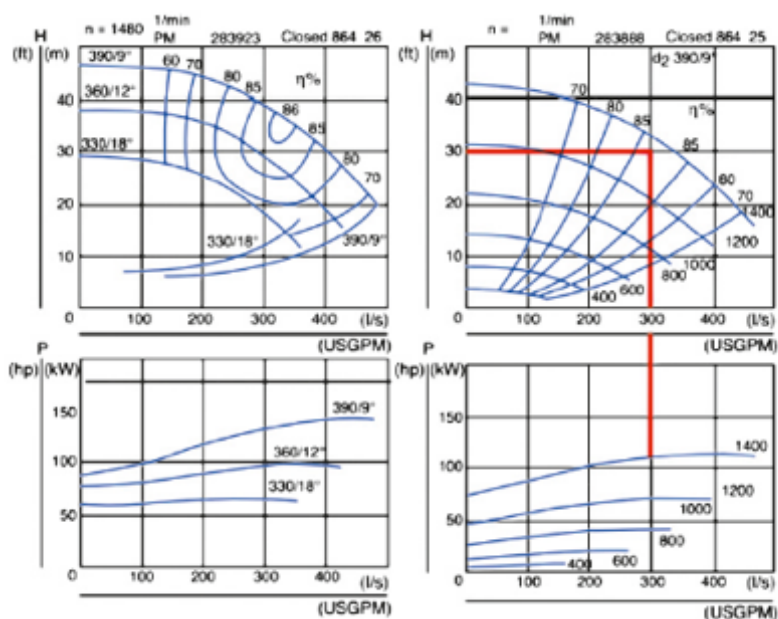 n = 1480 1/min PM 283923 Closed 864 26
H
(ft) (m)
390/9"
360/12"
330/18"
60 70 80 85 86 85 80 70
η%
40
30
20
10
330/18"
390/9"
0 100 200 300 400 (l/s)
(USGPM)
P
(hp) (kW)
150
100
50
390/9"
360/12"
330/18"
0 100 200 300 400 (l/s)
(USGPM)
n = 1/min PM 283888 Closed 864 25
H
(ft) (m)
d2 390/9"
70 80 85 85 60 70
η%
40
30
20
10
1400
1200
1000
800
600
400
0 100 200 300 400 (l/s)
(USGPM)
P
(hp) (kW)
150
100
50
1400
1200
1000
800
600
400
0 100 200 300 400 (l/s)
(USGPM)